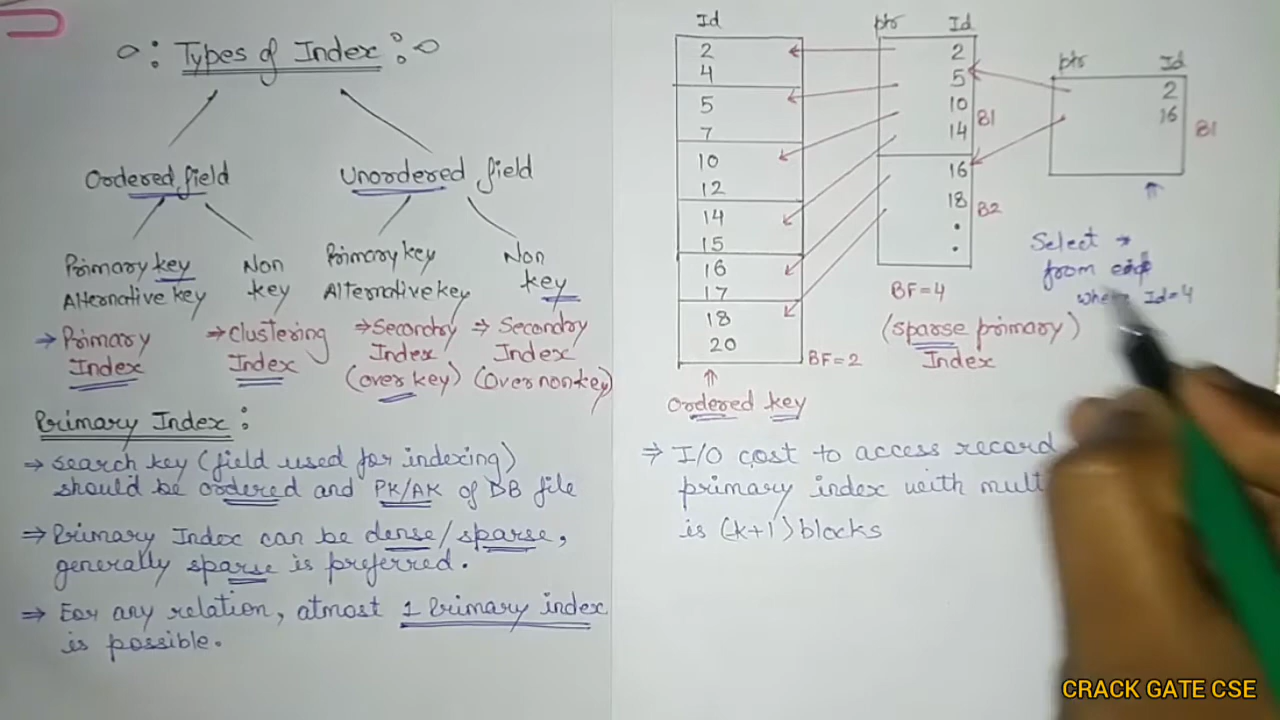 Types of Index
Ordered field
Unordered field
Primary key
Alternative key
Non
key
Primary key
Alternative key
Non
key
⇒ Primary
Index
⇒ Clustering
Index
⇒ Secondry
Index
(over key)
⇒ Secondry
Index
(Over non key)
Primary Index :
⇒ Search key (field used for indexing)
should be ordered and PK/AK of DB file
⇒ Primary Index can be dense/sparse,
generally sparse is preferred.
⇒ For any relation, atmost 1 Primary index
is possible.
Id
2
4
5
7
10
12
14
15
16
17
18
20
BF=2
Ordered key
ptr Id
2
5
10
14
B1
16
18
B2
BF=4
(sparse primary)
Index
ptr Id
2
16
B1
Select *
from
where Id=4
⇒ I/O cost to access record
primary index with mult
is (k+1) blocks
CRACK GATE CSE